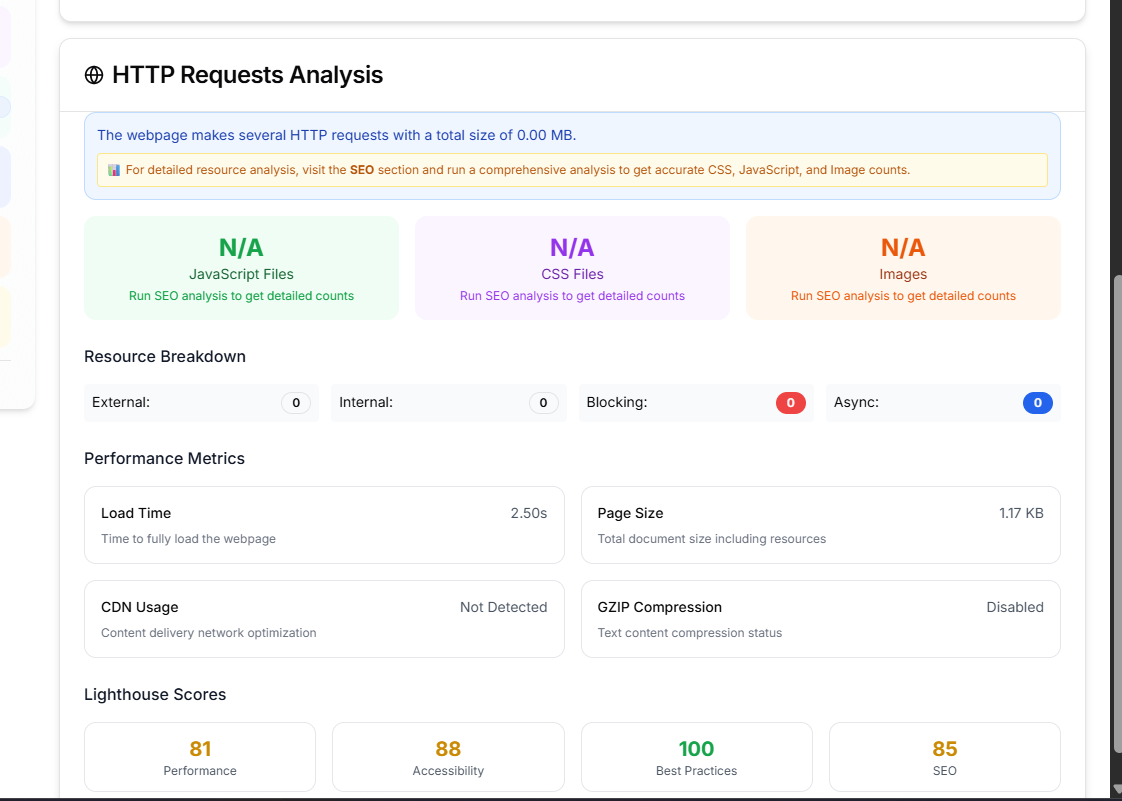 HTTP Requests Analysis
The webpage makes several HTTP requests with a total size of 0.00 MB.
📊 For detailed resource analysis, visit the SEO section and run a comprehensive analysis to get accurate CSS, JavaScript, and Image counts.
N/A
JavaScript Files
Run SEO analysis to get detailed counts
N/A
CSS Files
Run SEO analysis to get detailed counts
N/A
Images
Run SEO analysis to get detailed counts
Resource Breakdown
External: 0
Internal: 0
Blocking: 0
Async: 0
Performance Metrics
Load Time 2.50s
Time to fully load the webpage
Page Size 1.17 KB
Total document size including resources
CDN Usage Not Detected
Content delivery network optimization
GZIP Compression Disabled
Text content compression status
Lighthouse Scores
81
Performance
88
Accessibility
100
Best Practices
85
SEO